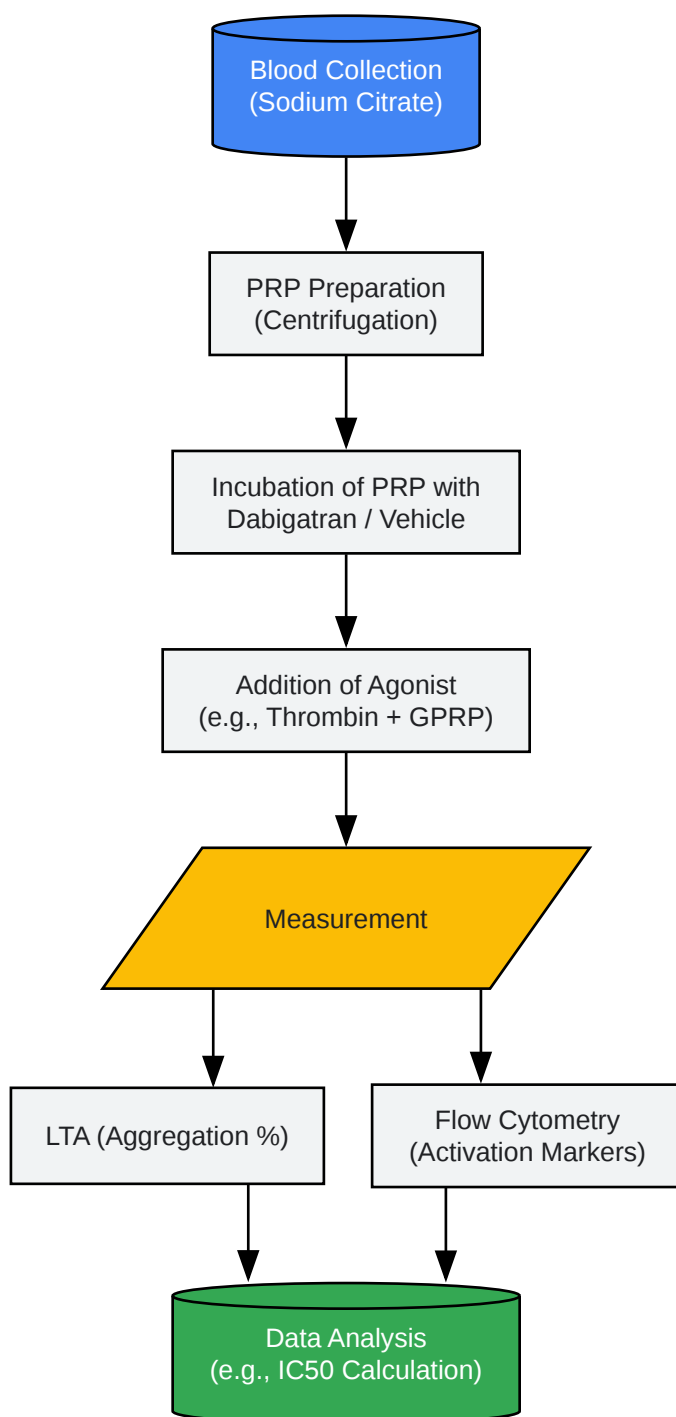 Blood Collection
(Sodium Citrate)
PRP Preparation
(Centrifugation)
Incubation of PRP with
Dabigatran / Vehicle
Addition of Agonist
(e.g., Thrombin + GPRP)
Measurement
LTA (Aggregation %)
Flow Cytometry
(Activation Markers)
Data Analysis
(e.g., IC50 Calculation)